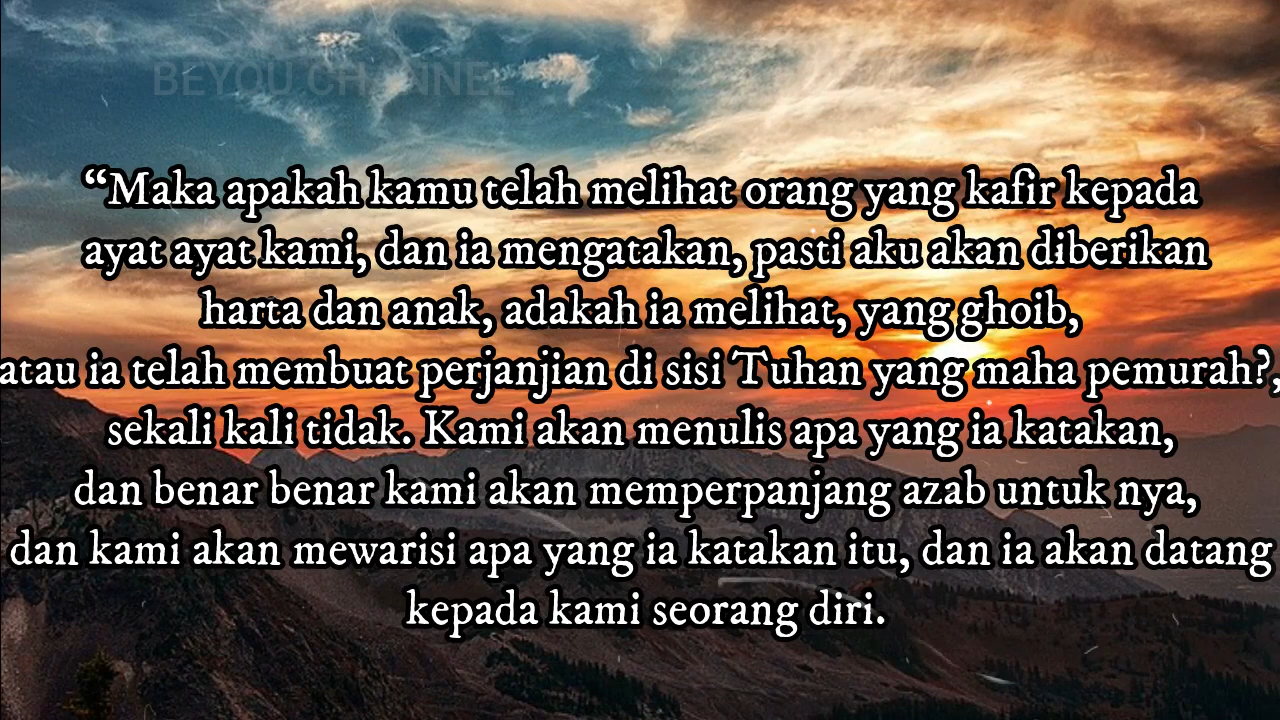 BEYOU CHANNEL
“Maka apakah kamu telah melihat orang yang kafir kepada
ayat ayat kami, dan ia mengatakan, pasti aku akan diberikan
harta dan anak, adakah ia melihat, yang ghoib,
atau ia telah membuat perjanjian di sisi Tuhan yang maha pemurah?,
sekali kali tidak. Kami akan menulis apa yang ia katakan,
dan benar benar kami akan memperpanjang azab untuk nya,
dan kami akan mewarisi apa yang ia katakan itu, dan ia akan datang
kepada kami seorang diri.